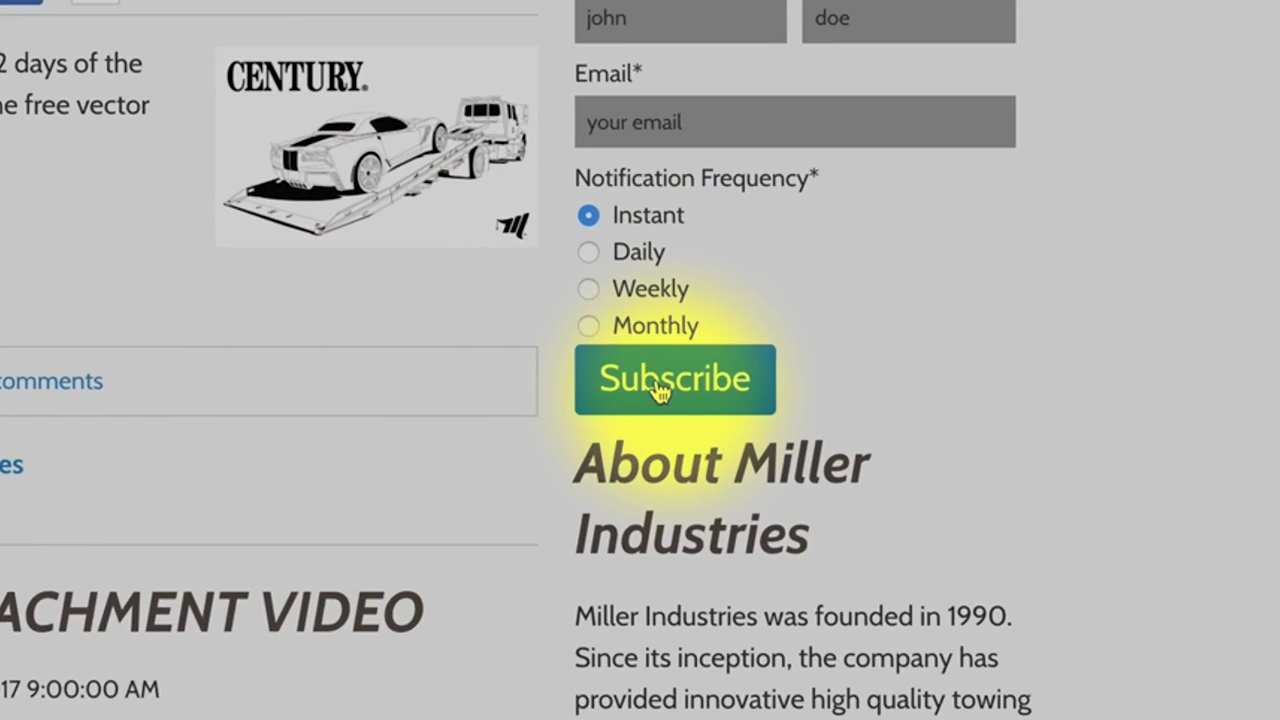 2 days of the
e free vector
CENTURY®
comments
es
ACHMENT VIDEO
17 9:00:00 AM
john
doe
Email*
your email
Notification Frequency*
Instant
Daily
Weekly
Monthly
Subscribe
About Miller
Industries
Miller Industries was founded in 1990.
Since its inception, the company has
provided innovative high quality towing